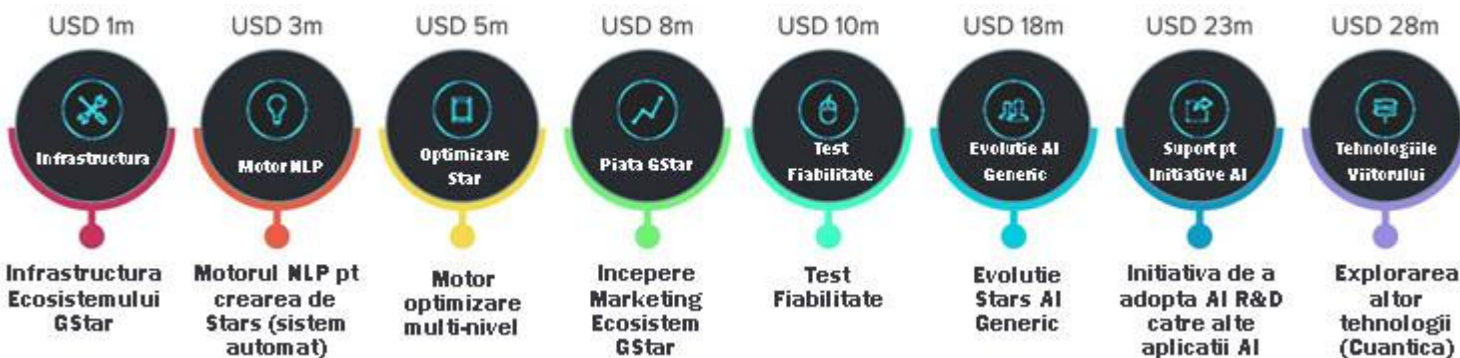 USD 1m
USD 3m
USD 5m
USD 8m
USD 10m
USD 18m
USD 23m
USD 28m
Infrastructura
Motor NLP
Optimizare
Star
Piata GStar
Test
Fiabilitate
Evolutie AI
Generic
Suport pt
Initiative AI
Tehnologiile
Viitorului
Infrastructura
Ecosistemului
GStar
Motorul NLP pt
crearea de
Stars (sistem
automat)
Motor
optimizare
multi-nivel
Incepere
Marketing
Ecosistem
GStar
Test
Fiabilitate
Evolutie
Stars AI
Generic
Initiativa de a
adopta AI R&D
catre alte
aplicatii AI
Explorarea
altor
tehnologii
(Cuantica)